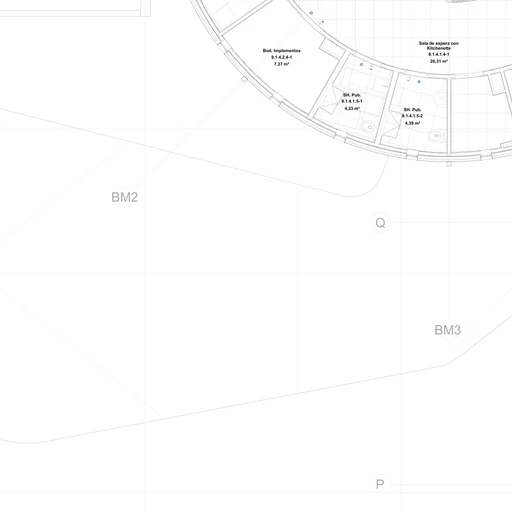 Sala de espera con
Kitchenette
9.1.4.1.4-1
26,31 m²
Bod. Implementos
9.1.4.2.4-1
7,37 m²
SH. Pub.
9.1.4.1.5-1
4,23 m²
SH. Pub.
9.1.4.1.5-2
4,39 m²
BM2
Q
BM3
P